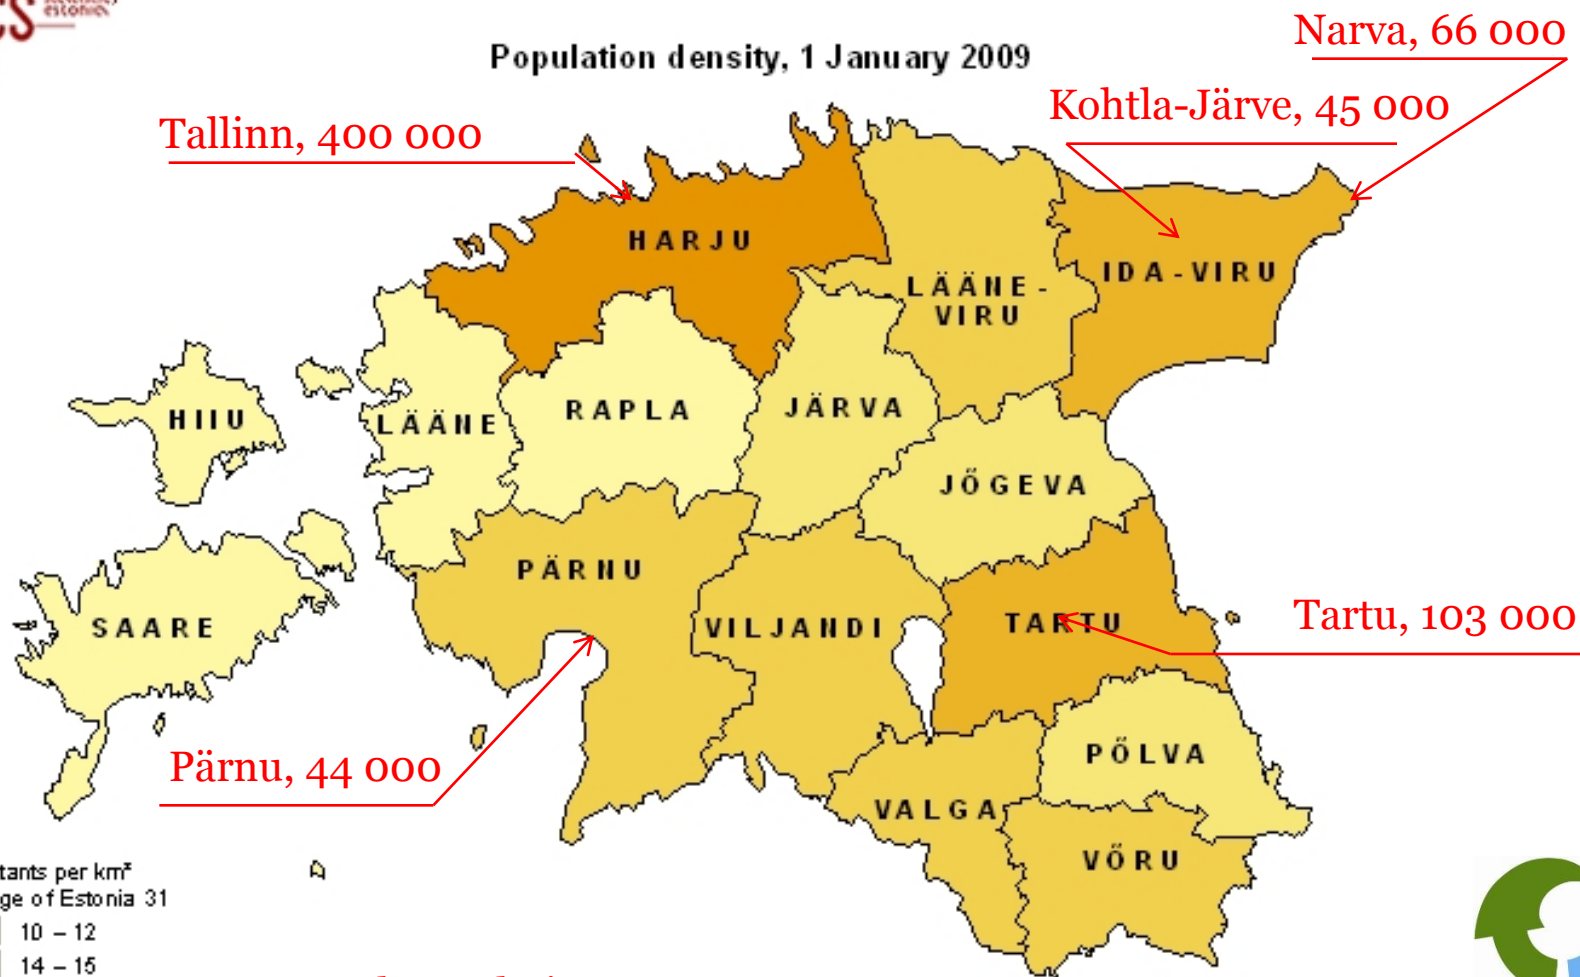 estonia
Population density, 1 January 2009
Narva, 66 000
Kohtla-Järve, 45 000
Tallinn, 400 000
HARJU
IDA-VIRU
LÄÄNE-
VIRU
HIIU
LÄÄNE
RAPLA
JÄRVA
JÕGEVA
PÄRNU
SAARE
VILJANDI
TARTU
Tartu, 103 000
Pärnu, 44 000
PÕLVA
VALGA
VÕRU
tants per km²
ge of Estonia 31
10 – 12
14 – 15